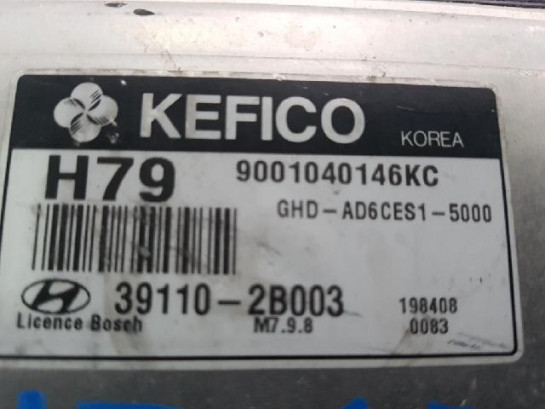 KEFICO KOREA
H79 9001040146KC
GHD-AD6CES1-5000
39110-2B003 198408
Licence Bosch M7.9.8 0083